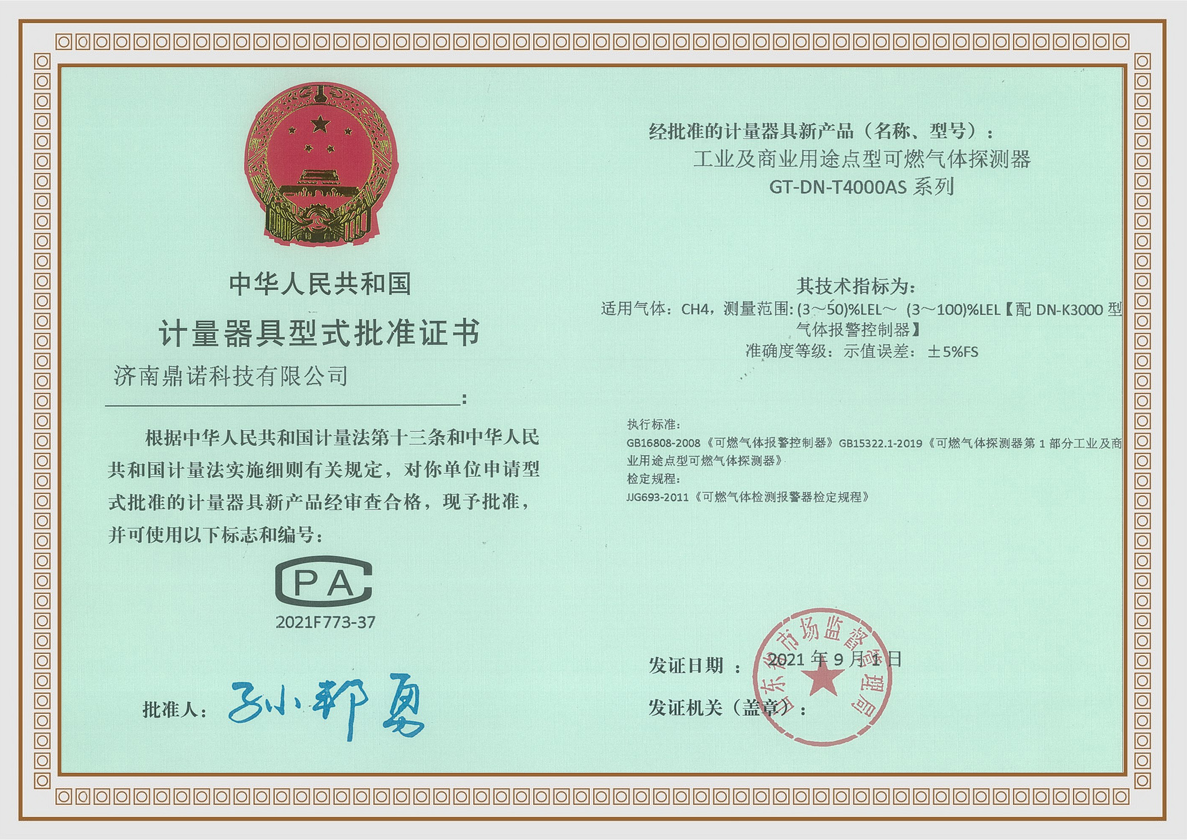 中华人民共和国
计量器具型式批准证书
济南鼎诺科技有限公司
：
根据中华人民共和国计量法第十三条和中华人民
共和国计量法实施细则有关规定，对你单位申请型
式批准的计量器具新产品经审查合格，现予批准，
并可使用以下标志和编号：
CPA
2021F773-37
批准人：
经批准的计量器具新产品（名称、型号）：
工业及商业用途点型可燃气体探测器
GT-DN-T4000AS 系列
其技术指标为：
适用气体：CH4，测量范围：(3～50)%LEL～ (3～100)%LEL【配 DN-K3000 型
气体报警控制器】
准确度等级：示值误差：±5%FS
执行标准：
GB16808-2008《可燃气体报警控制器》GB15322.1-2019《可燃气体探测器第 1 部分工业及商
业用途点型可燃气体探测器》
检定规程：
JJG693-2011《可燃气体检测报警器检定规程》
发证日期 ： 2021 年 9 月 1 日
发证机关（盖章）：
山东省市场监督管理局